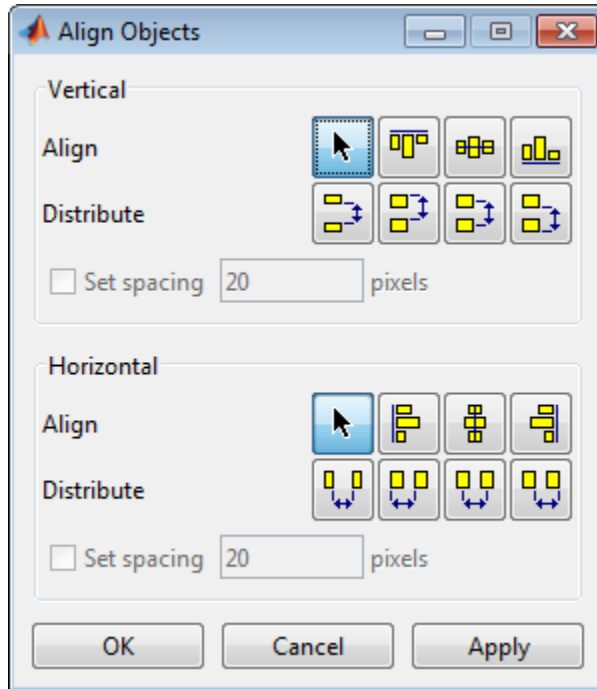 Align Objects
Vertical
Align
Distribute
Set spacing 20 pixels
Horizontal
Align
Distribute
Set spacing 20 pixels
OK Cancel Apply